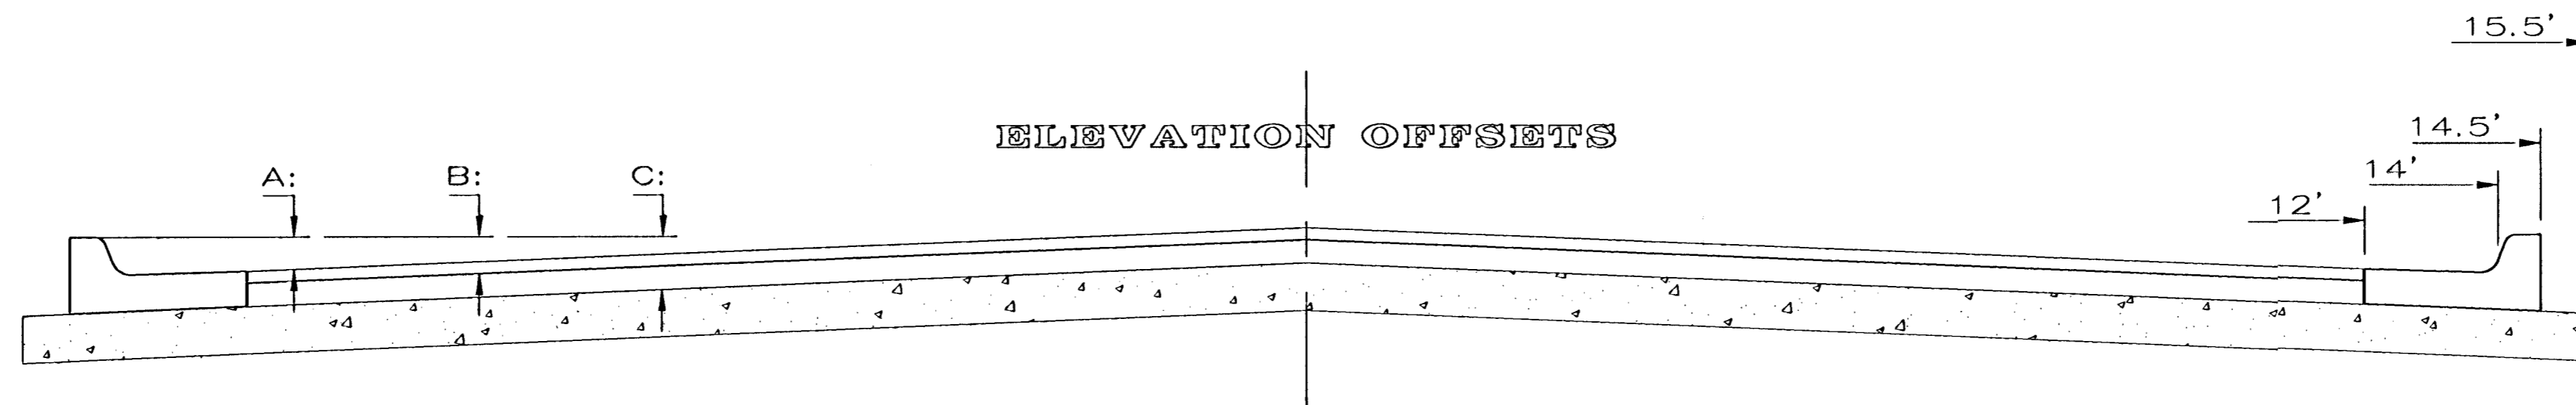 15.5'
ELEVATION OFFSETS
14.5'
A: B: C:
14'
12'